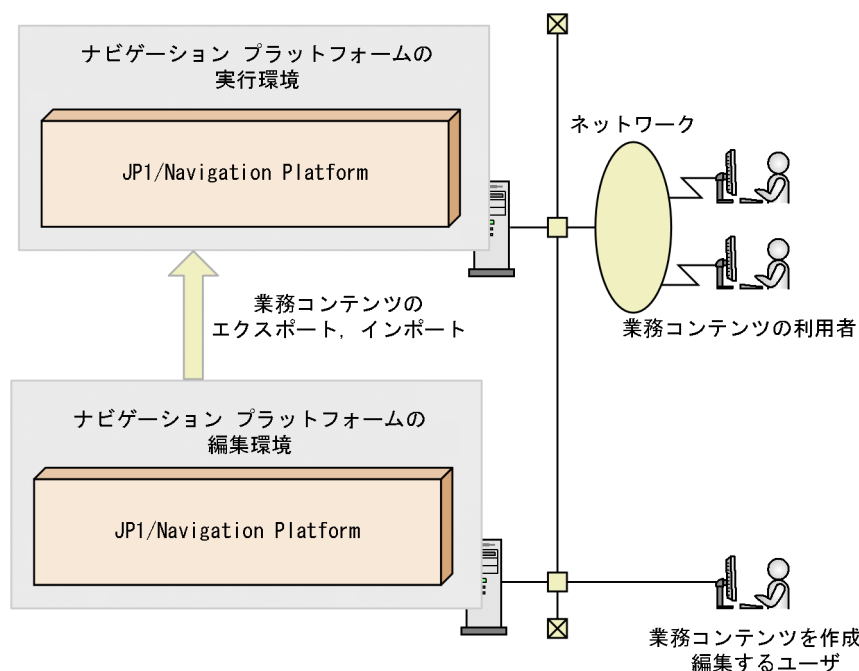 ナビゲーション プラットフォームの
実行環境
JP1/Navigation Platform
ネットワーク
業務コンテンツの利用者
業務コンテンツの
エクスポート，インポート
ナビゲーション プラットフォームの
編集環境
JP1/Navigation Platform
業務コンテンツを作成
編集するユーザ